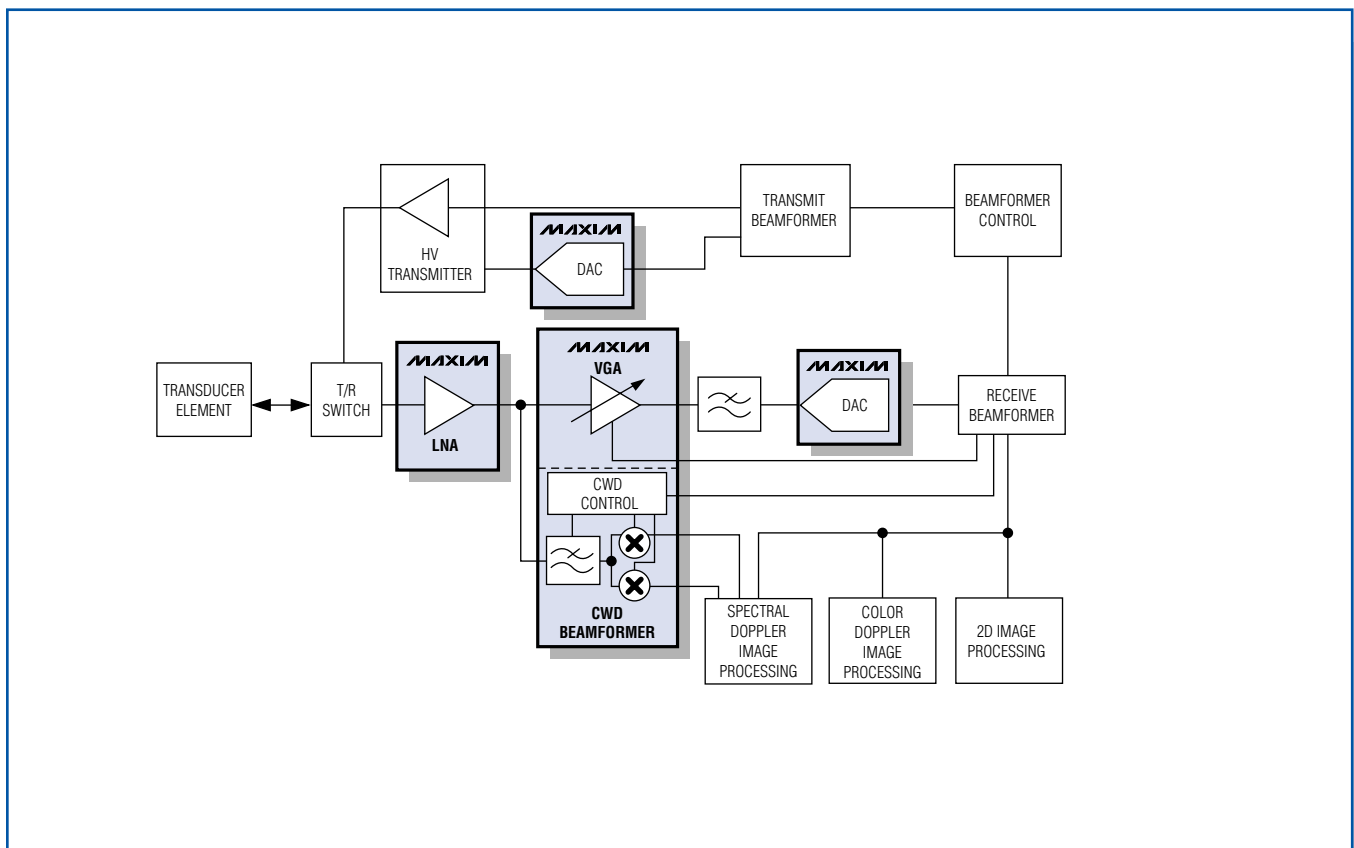 HV
TRANSMITTER
MAXIM
DAC
TRANSMIT
BEAMFORMER
BEAMFORMER
CONTROL
TRANSDUCER
ELEMENT
T/R
SWITCH
MAXIM
LNA
MAXIM
VGA
MAXIM
DAC
RECEIVE
BEAMFORMER
CWD
CONTROL
CWD
BEAMFORMER
SPECTRAL
DOPPLER
IMAGE
PROCESSING
COLOR
DOPPLER
IMAGE
PROCESSING
2D IMAGE
PROCESSING